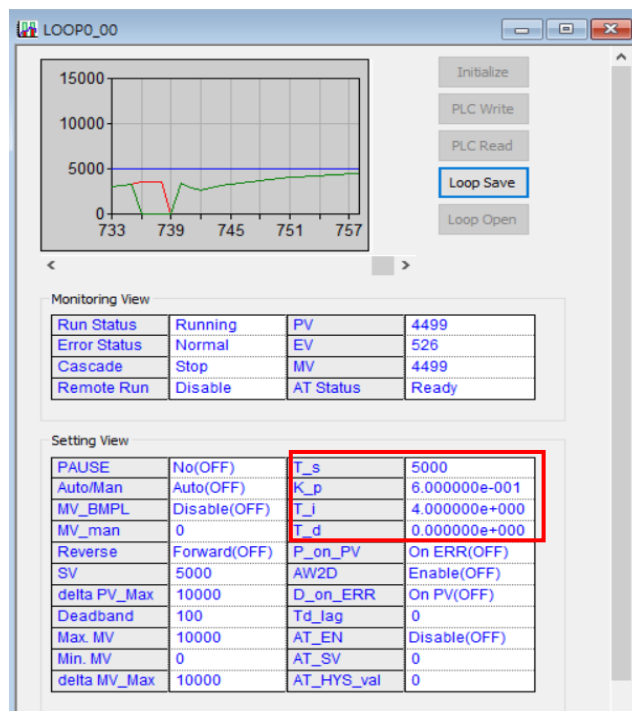 LOOP0_00
15000
10000
5000
0
733 739 745 751 757
Initialize
PLC Write
PLC Read
Loop Save
Loop Open
Monitoring View
Run Status Running PV 4499
Error Status Normal EV 526
Cascade Stop MV 4499
Remote Run Disable AT Status Ready
Setting View
PAUSE No(OFF) T_s 5000
Auto/Man Auto(OFF) K_p 6.000000e-001
MV_BMPL Disable(OFF) T_i 4.000000e+000
MV_man 0 T_d 0.000000e+000
Reverse Forward(OFF) P_on_PV On ERR(OFF)
SV 5000 AW2D Enable(OFF)
delta PV_Max 10000 D_on_ERR On PV(OFF)
Deadband 100 Td_lag 0
Max. MV 10000 AT_EN Disable(OFF)
Min. MV 0 AT_SV 0
delta MV_Max 10000 AT_HYS_val 0